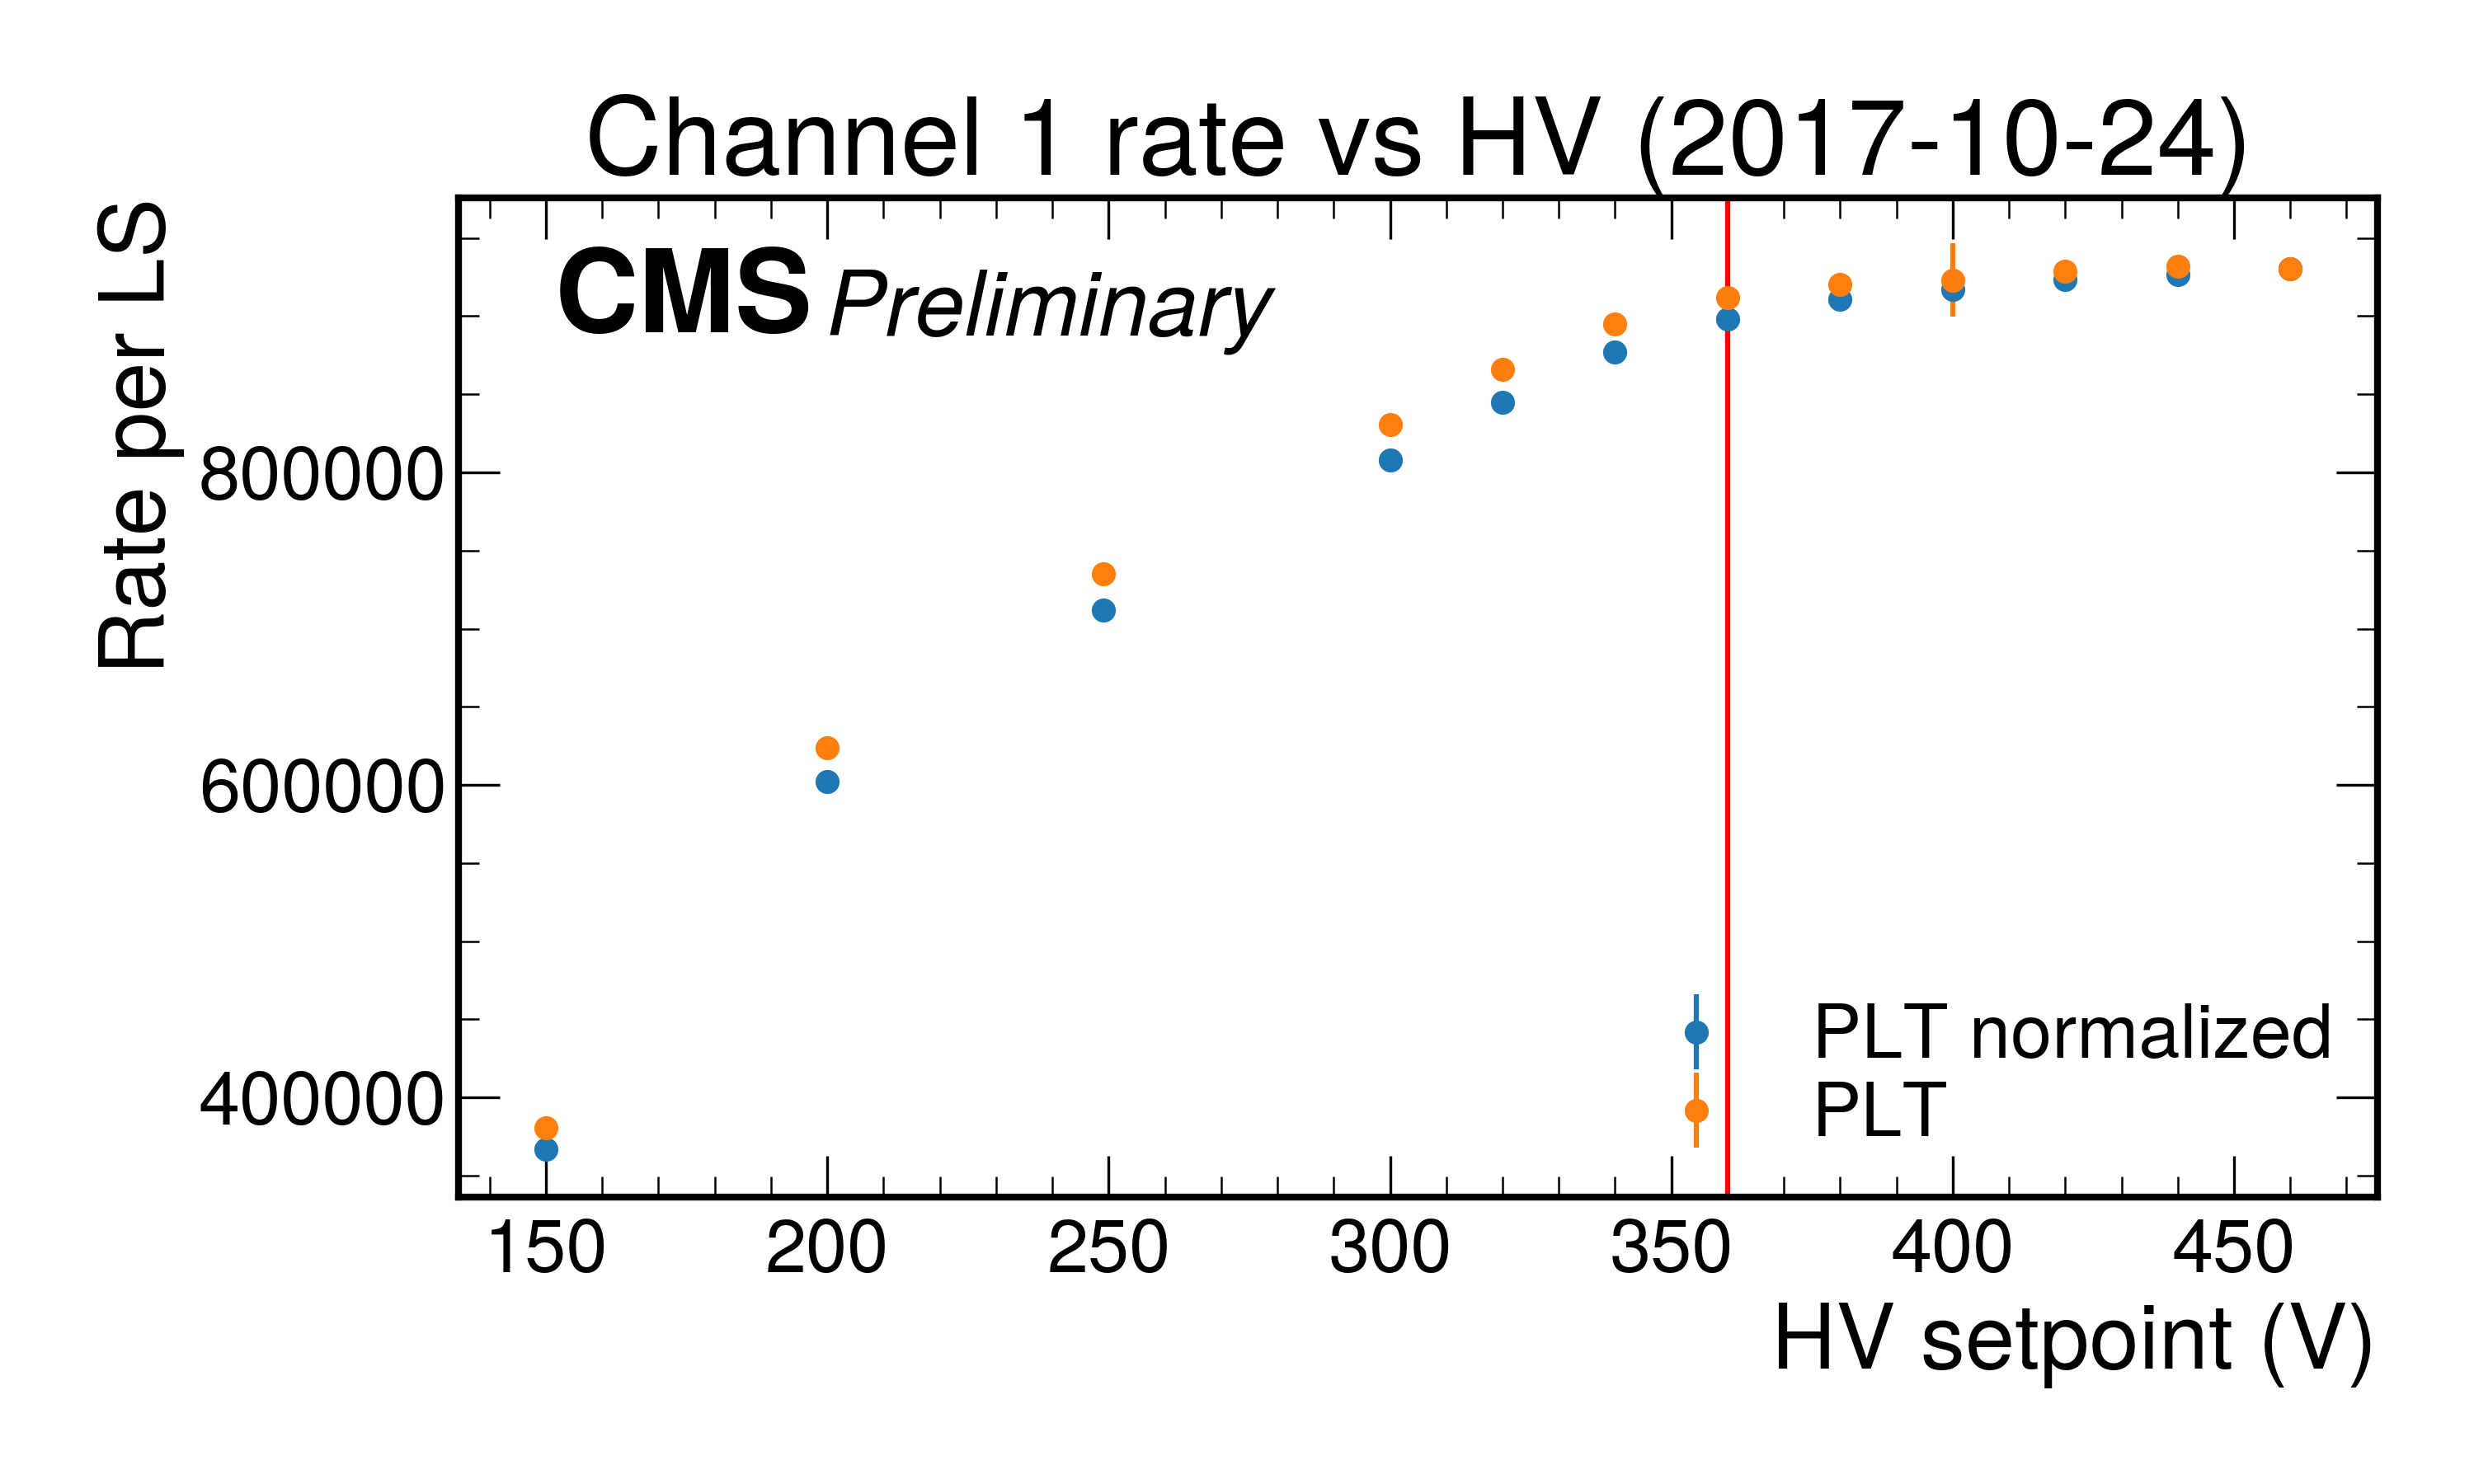 Channel 1 rate vs HV (2017-10-24)
CMS Preliminary
Rate per LS
800000
600000
400000
PLT normalized
PLT
150 200 250 300 350 400 450
HV setpoint (V)